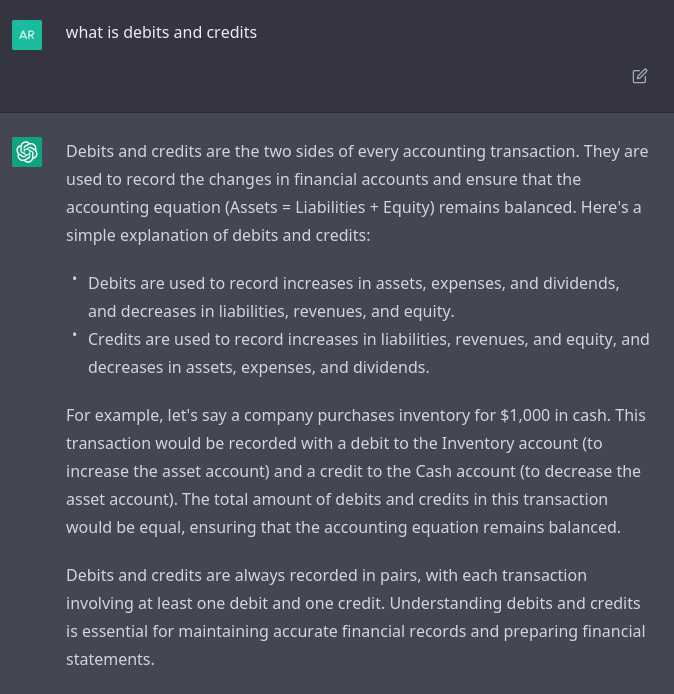 AR
what is debits and credits
Debits and credits are the two sides of every accounting transaction. They are
used to record the changes in financial accounts and ensure that the
accounting equation (Assets = Liabilities + Equity) remains balanced. Here's a
simple explanation of debits and credits:
• Debits are used to record increases in assets, expenses, and dividends,
and decreases in liabilities, revenues, and equity.
• Credits are used to record increases in liabilities, revenues, and equity, and
decreases in assets, expenses, and dividends.
For example, let's say a company purchases inventory for $1,000 in cash. This
transaction would be recorded with a debit to the Inventory account (to
increase the asset account) and a credit to the Cash account (to decrease the
asset account). The total amount of debits and credits in this transaction
would be equal, ensuring that the accounting equation remains balanced.
Debits and credits are always recorded in pairs, with each transaction
involving at least one debit and one credit. Understanding debits and credits
is essential for maintaining accurate financial records and preparing financial
statements.